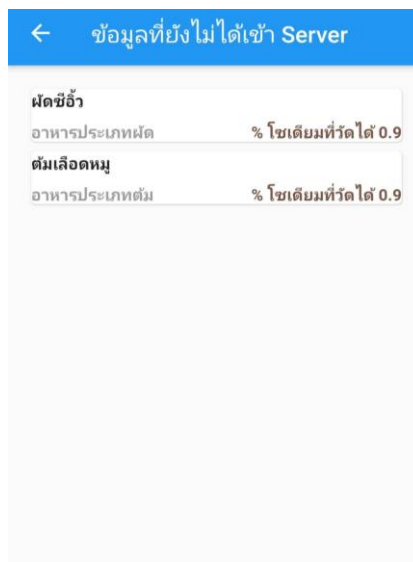 ข้อมูลที่ยังไม่ได้เข้า Server
ผัดซีอิ้ว
อาหารประเภทผัด % โซเดียมที่วัดได้ 0.9
ต้มเลือดหมู
อาหารประเภทต้ม % โซเดียมที่วัดได้ 0.9